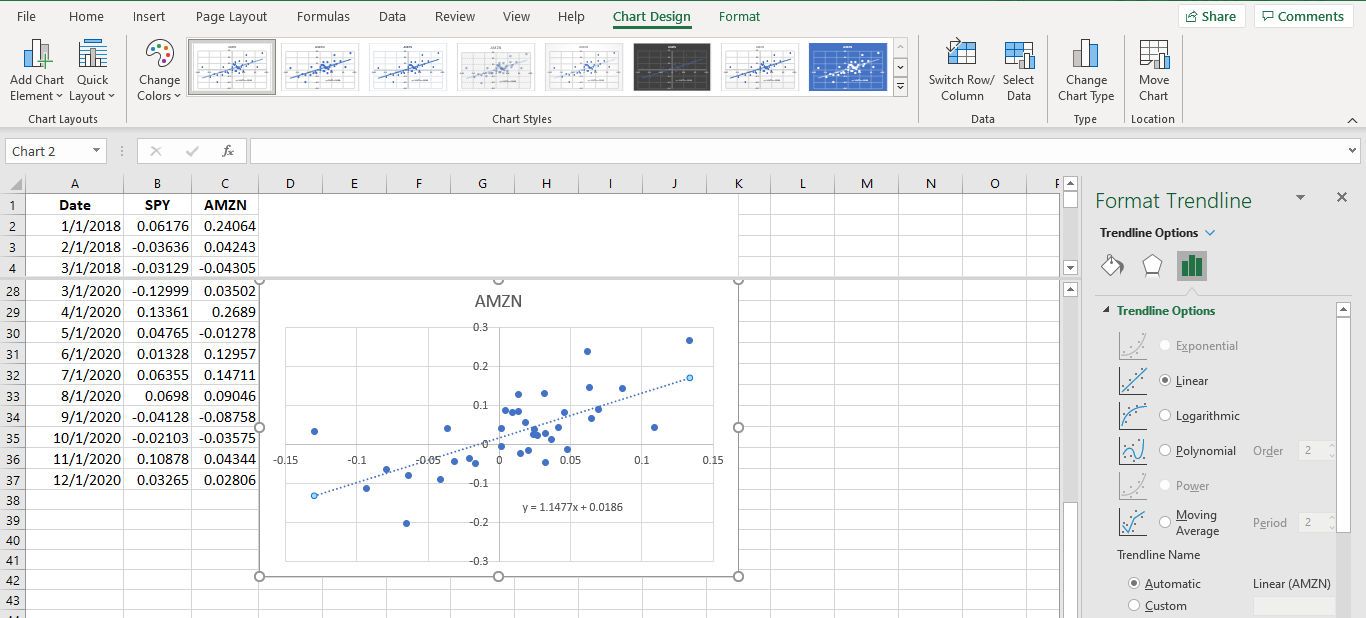 File Home Insert Page Layout Formulas Data Review View Help Chart Design Format Share Comments
Add Chart Element Quick Layout Change Colors Switch Row/ Column Select Data Change Chart Type Move Chart
Chart Layouts Chart Styles Data Type Location
Chart 2 fx
A B C D E F G H I J K L M N O P
1 Date SPY AMZN
2 1/1/2018 0.06176 0.24064
3 2/1/2018 -0.03636 0.04243
4 3/1/2018 -0.03129 -0.04305
28 3/1/2020 -0.12999 0.03502
29 4/1/2020 0.13361 0.2689
30 5/1/2020 0.04765 -0.01278
31 6/1/2020 0.01328 0.12957
32 7/1/2020 0.06355 0.14711
33 8/1/2020 0.0698 0.09046
34 9/1/2020 -0.04128 -0.08758
35 10/1/2020 -0.02103 -0.03575
36 11/1/2020 0.10878 0.04344
37 12/1/2020 0.03265 0.02806
38
39
40
41
42
43
AMZN
0.3
0.2
0.1
0
-0.15 -0.1 -0.05 0 0.05 0.1 0.15
-0.1
y = 1.1477x + 0.0186
-0.2
-0.3
Format Trendline
Trendline Options
Trendline Options
Exponential
Linear
Logarithmic
Polynomial Order 2
Power
Moving Average Period 2
Trendline Name
Automatic Linear (AMZN)
Custom